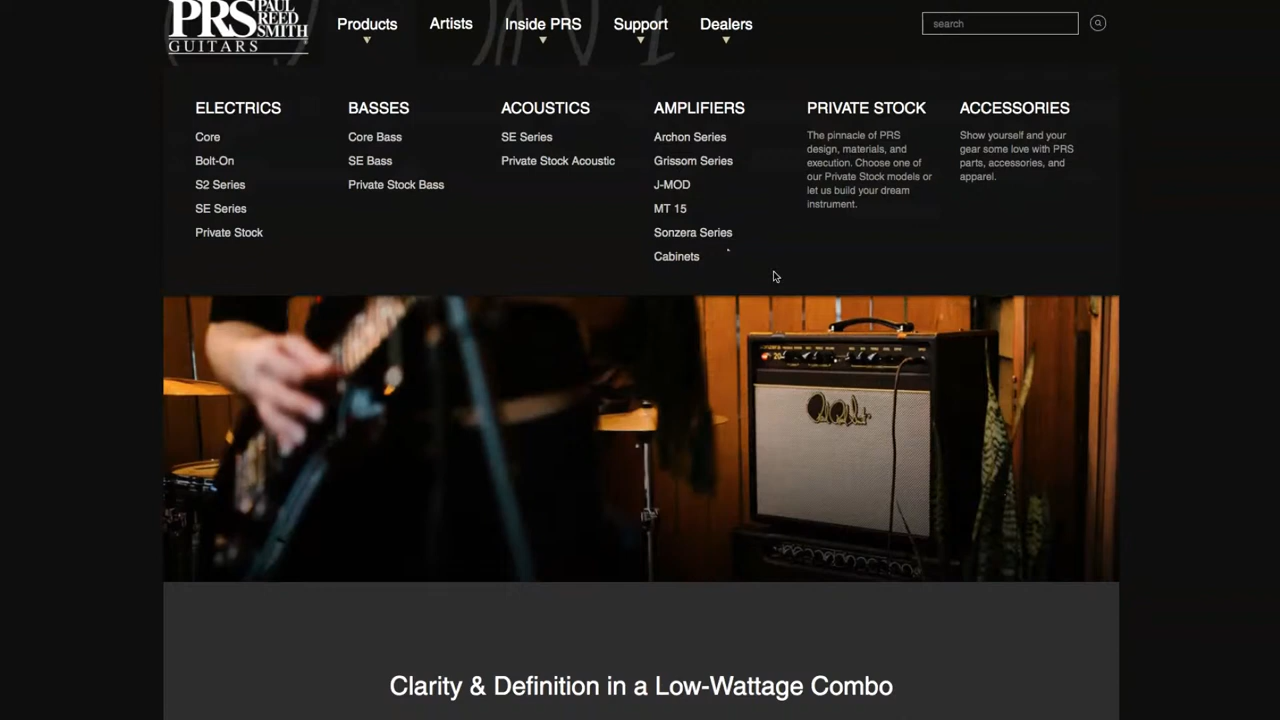 PRS PAUL
REED
SMITH
GUITARS
Products
Artists
Inside PRS
Support
Dealers
search
ELECTRICS
Core
Bolt-On
S2 Series
SE Series
Private Stock
BASSES
Core Bass
SE Bass
Private Stock Bass
ACOUSTICS
SE Series
Private Stock Acoustic
AMPLIFIERS
Archon Series
Grissom Series
J-MOD
MT 15
Sonzera Series
Cabinets
PRIVATE STOCK
The pinnacle of PRS
design, materials, and
execution. Choose one of
our Private Stock models or
let us build your dream
instrument.
ACCESSORIES
Show yourself and your
gear some love with PRS
parts, accessories, and
apparel.
20
Clarity & Definition in a Low-Wattage Combo